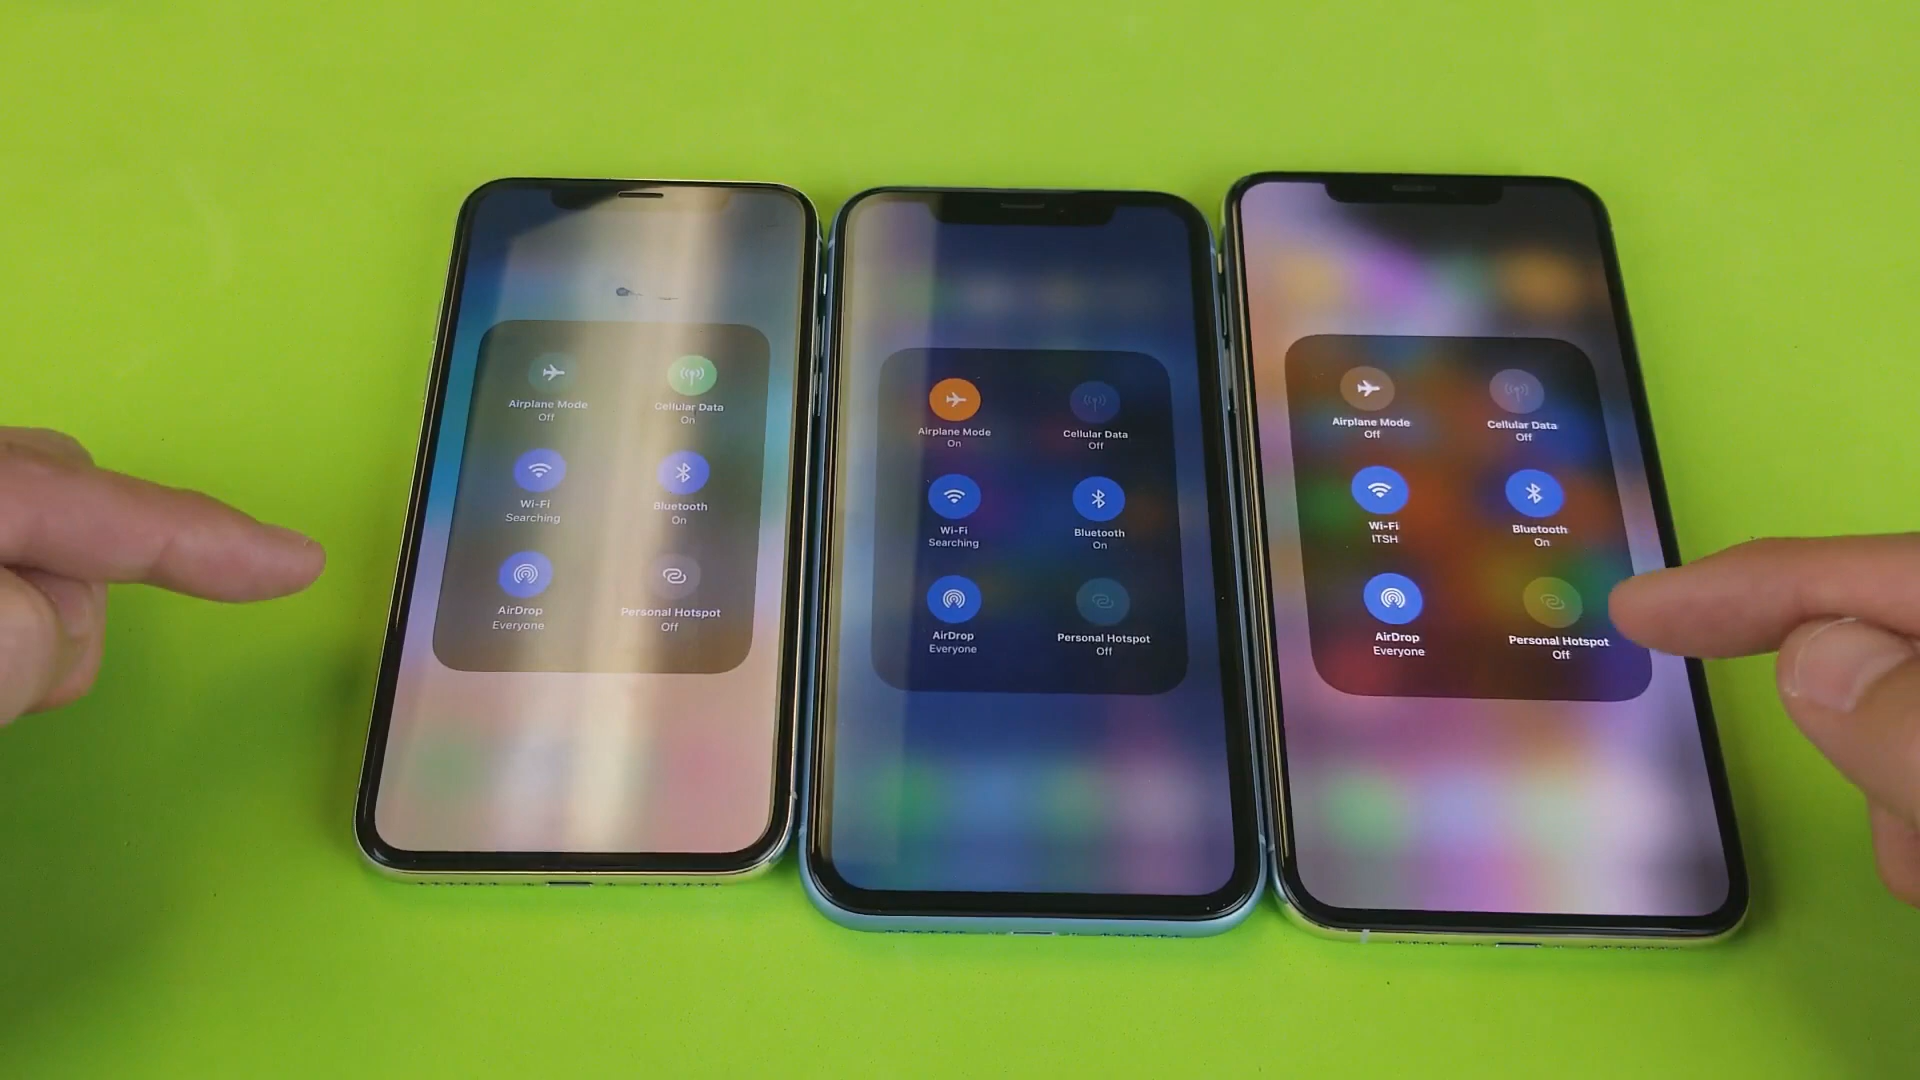 Airplane Mode
Off
Cellular Data
On
Wi-Fi
Searching
Bluetooth
On
AirDrop
Everyone
Personal Hotspot
Off
Airplane Mode
On
Cellular Data
Off
Wi-Fi
Searching
Bluetooth
On
AirDrop
Everyone
Personal Hotspot
Off
Airplane Mode
Off
Cellular Data
Off
Wi-Fi
ITSH
Bluetooth
On
AirDrop
Everyone
Personal Hotspot
Off